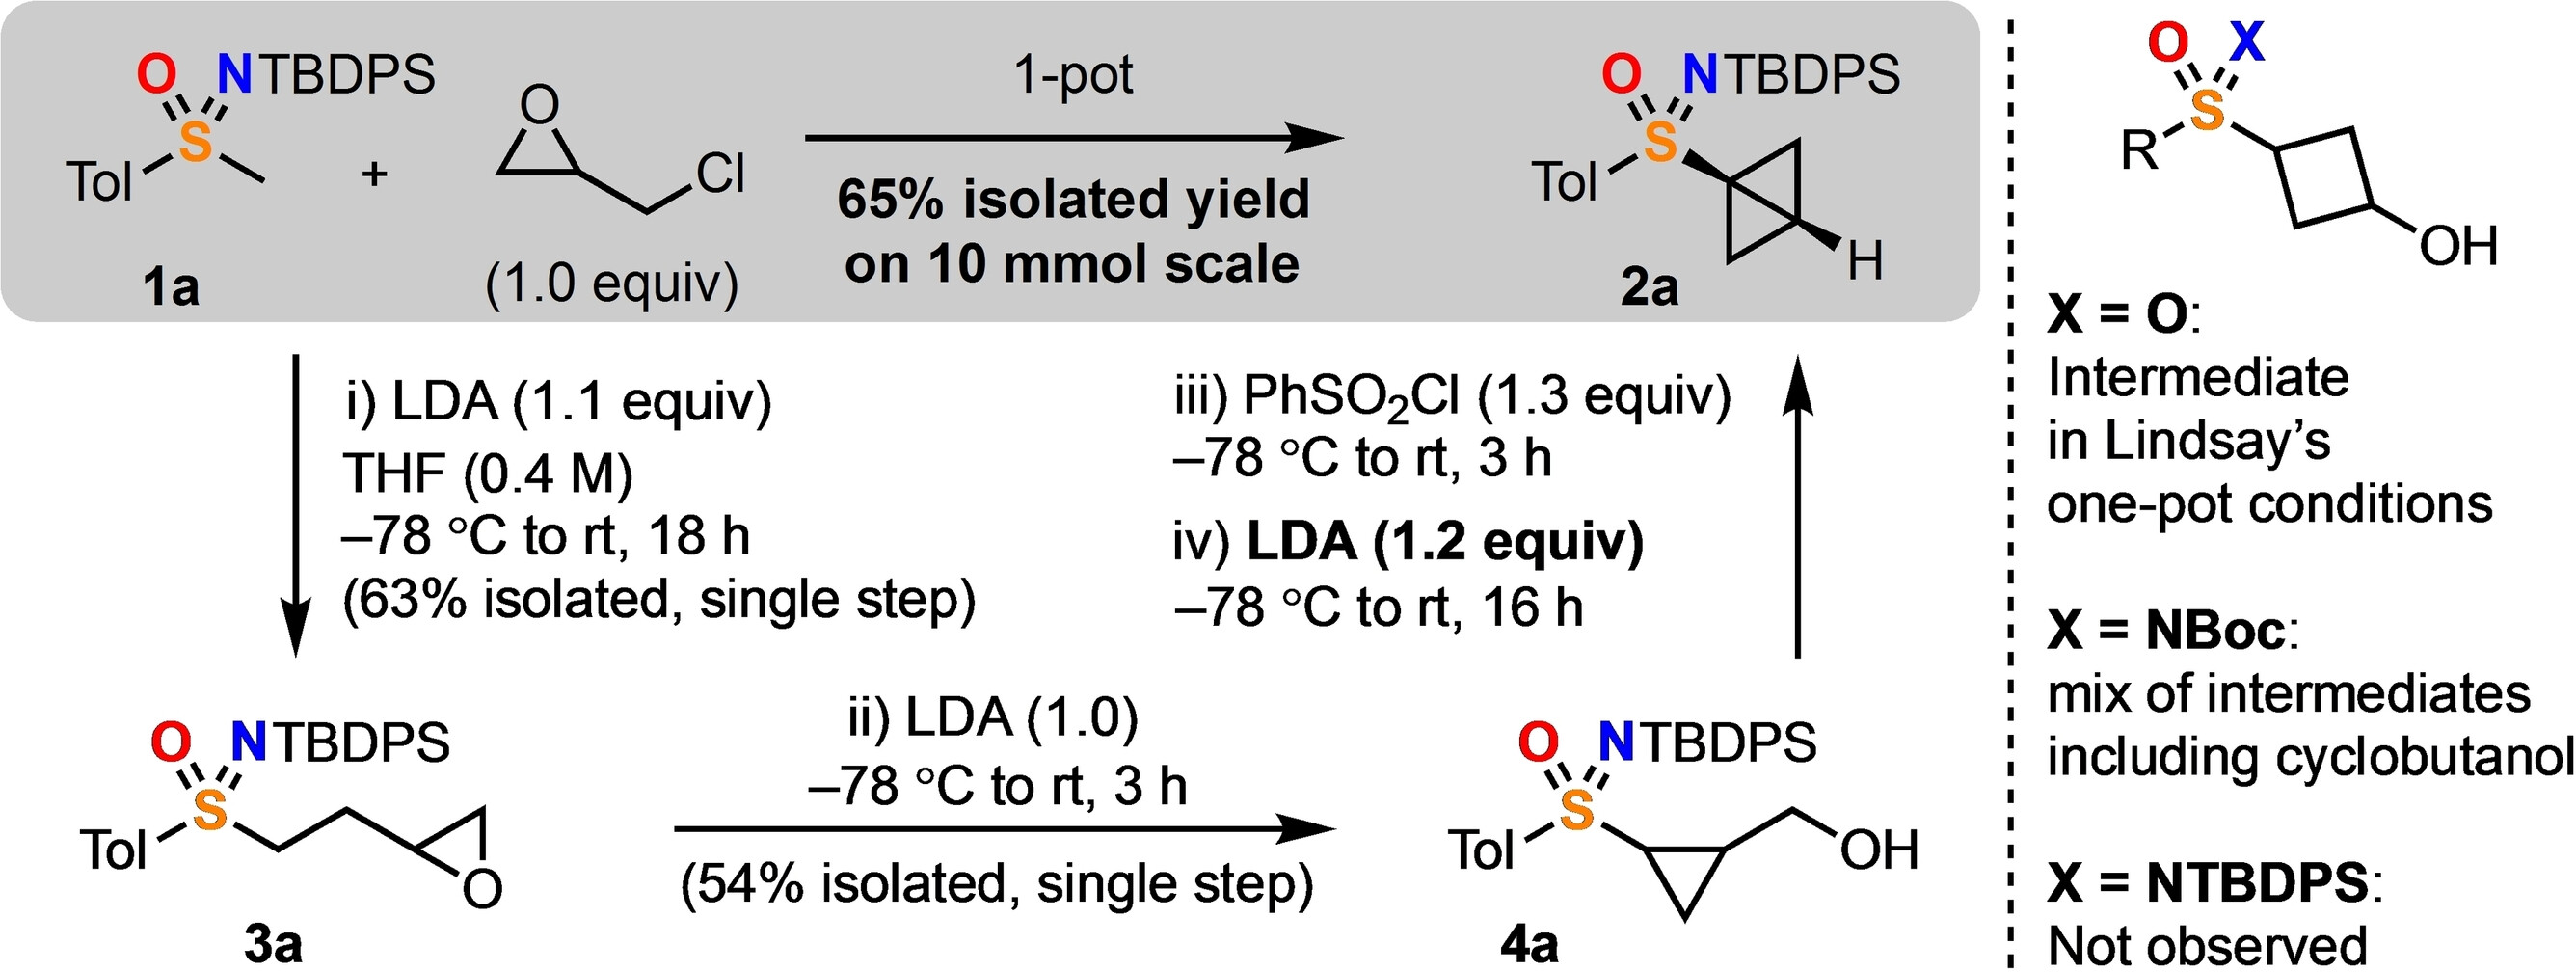 O NTBDPS
S
Tol
1a
+
O
Cl
(1.0 equiv)
1-pot
65% isolated yield
on 10 mmol scale
O NTBDPS
S
Tol
H
2a
i) LDA (1.1 equiv)
THF (0.4 M)
–78 °C to rt, 18 h
(63% isolated, single step)
iii) PhSO₂Cl (1.3 equiv)
–78 °C to rt, 3 h
iv) LDA (1.2 equiv)
–78 °C to rt, 16 h
O NTBDPS
S
Tol
O
3a
ii) LDA (1.0)
–78 °C to rt, 3 h
(54% isolated, single step)
O NTBDPS
S
Tol
OH
4a
O X
S
R
OH
X = O:
Intermediate
in Lindsay’s
one-pot conditions
X = NBoc:
mix of intermediates
including cyclobutanol
X = NTBDPS:
Not observed